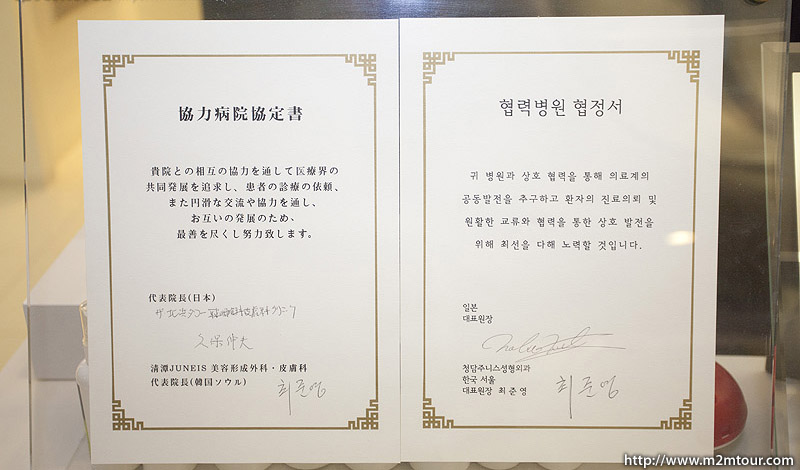 協力病院協定書
貴院との相互の協力を通して医療界の
共同発展を追求し、患者の診療の依頼、
また円滑な交流や協力を通し、
お互いの発展のため、
最善を尽くし努力致します。
代表院長(日本)
クリニック
久保伸夫
清潭JUNEIS 美容形成外科・皮膚科
代表院長(韓国ソウル)
최준영
협력병원 협정서
귀 병원과 상호 협력을 통해 의료계의
공동발전을 추구하고 환자의 진료의뢰 및
원활한 교류와 협력을 통한 상호 발전을
위해 최선을 다해 노력할 것입니다.
일본
대표원장
청담주니스성형외과
한국 서울
대표원장 최 준 영
최준영
http://www.m2mtour.com